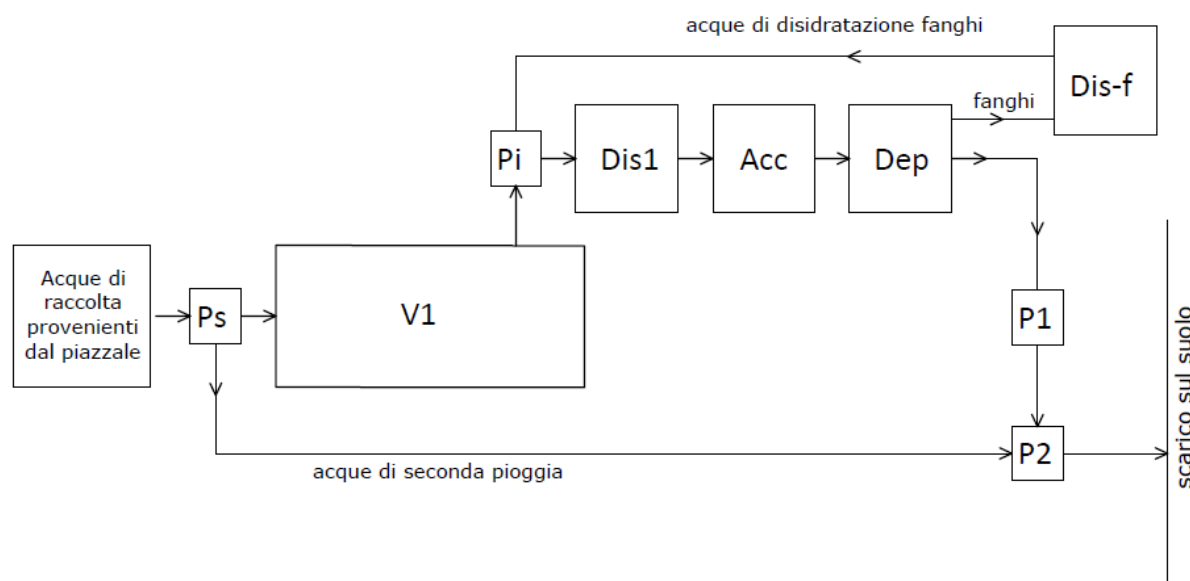 acque di disidratazione fanghi
Dis-f
fanghi
Pi
Dis1
Acc
Dep
Acque di
raccolta
provenienti
dal piazzale
Ps
V1
P1
scarico sul suolo
P2
acque di seconda pioggia